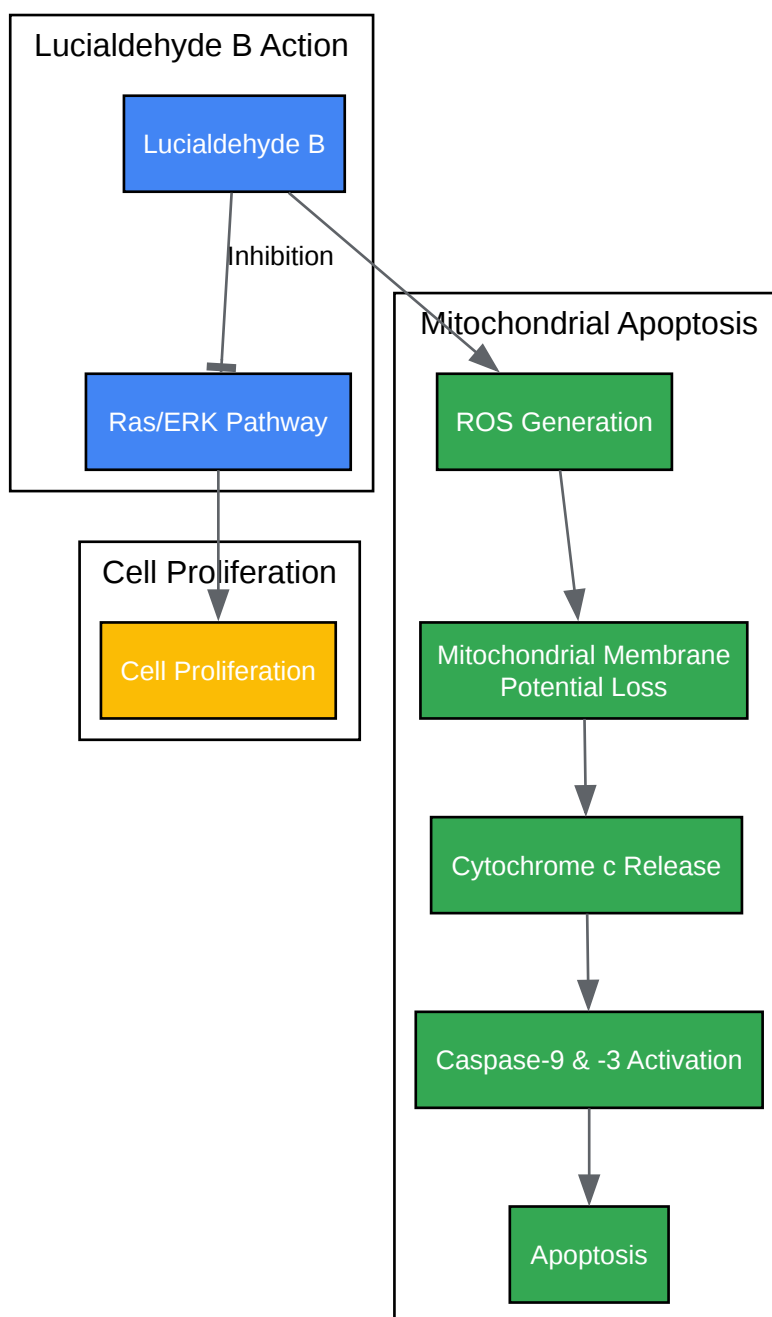 Lucialdehyde B Action
Lucialdehyde B
Inhibition
Mitochondrial Apoptosis
Ras/ERK Pathway
ROS Generation
Cell Proliferation
Cell Proliferation
Mitochondrial Membrane
Potential Loss
Cytochrome c Release
Caspase-9 & -3 Activation
Apoptosis